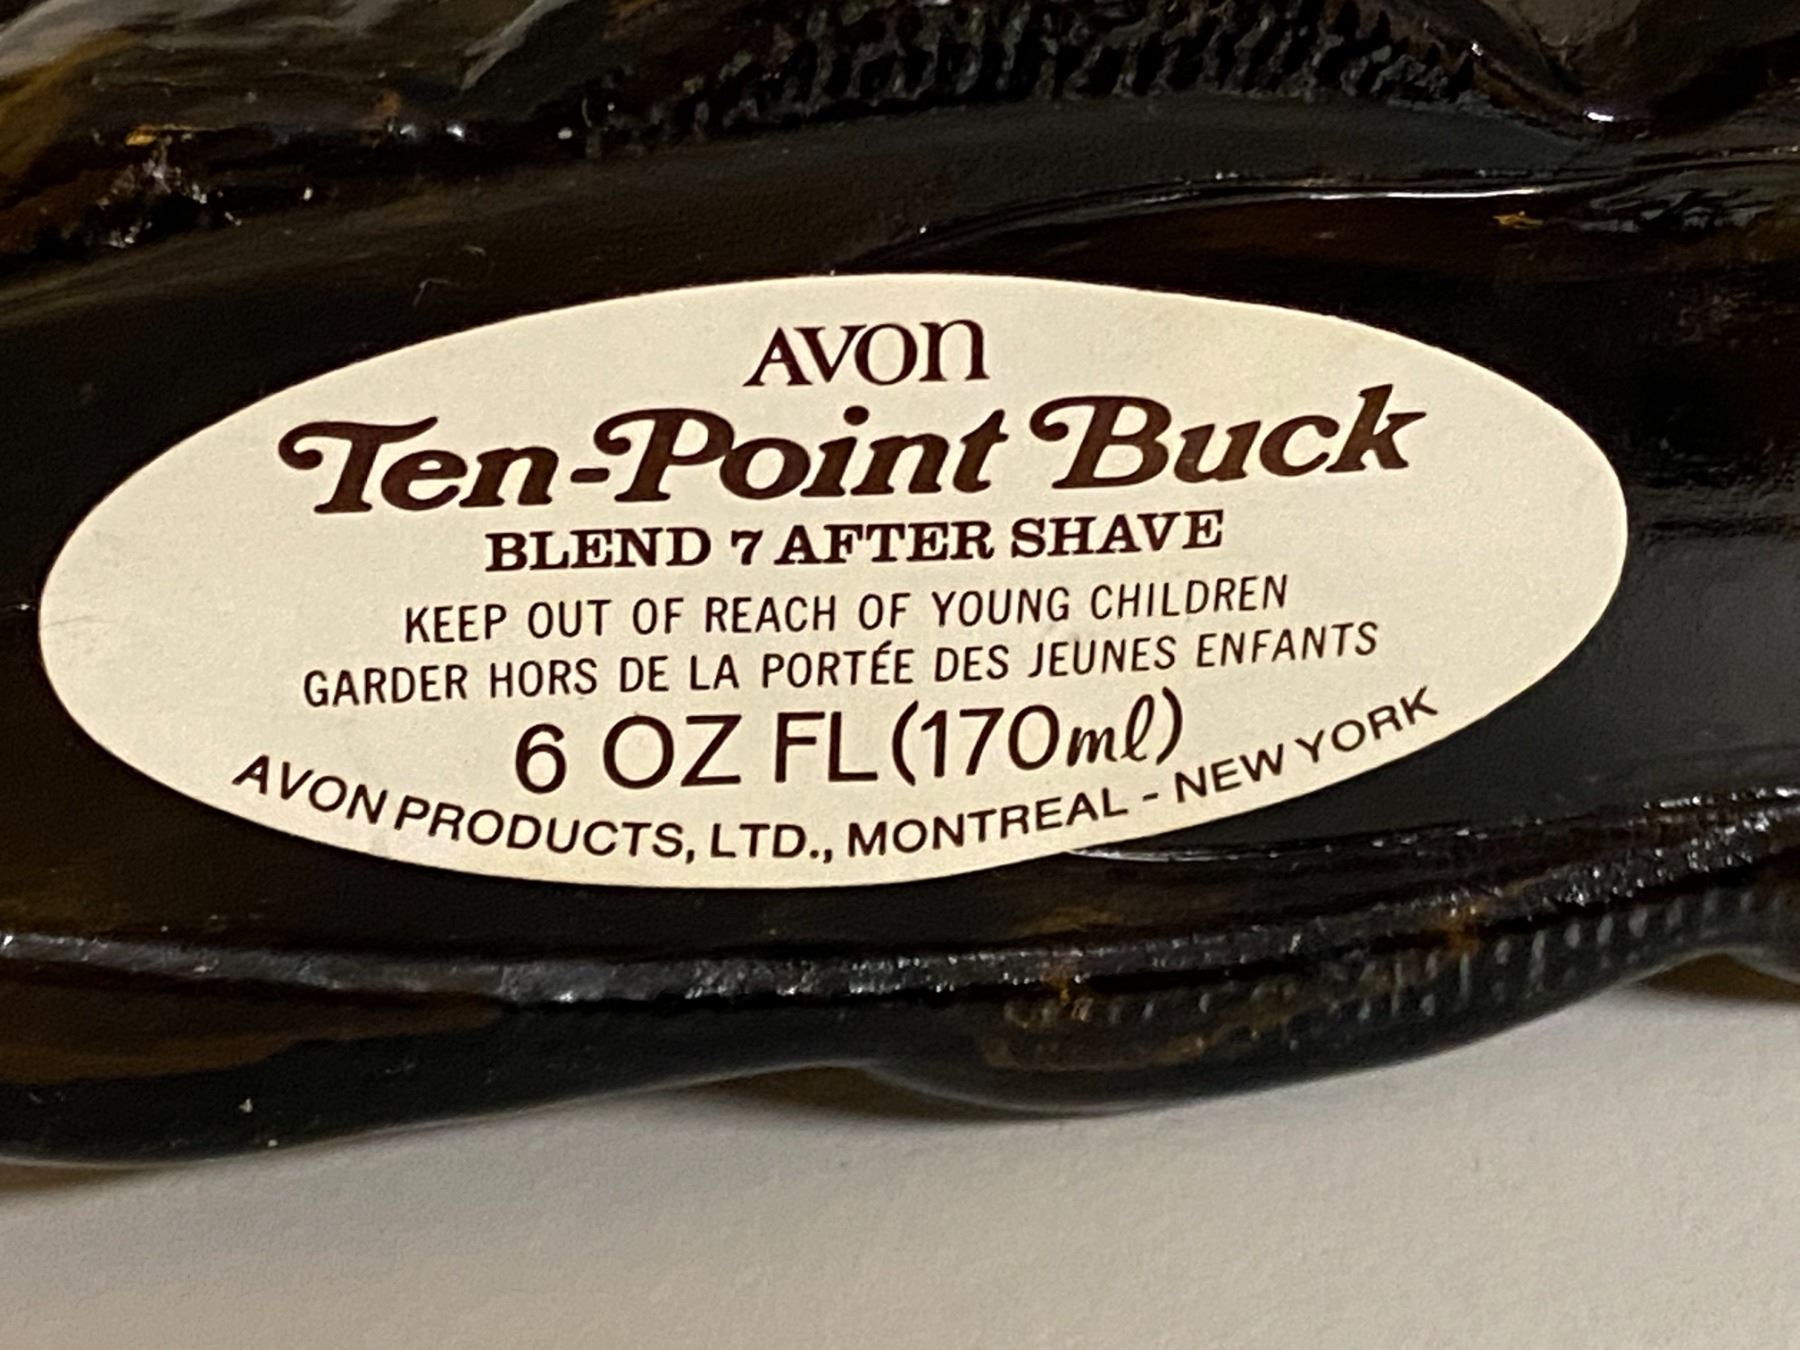 AVON
Ten-Point Buck
BLEND 7 AFTER SHAVE
KEEP OUT OF REACH OF YOUNG CHILDREN
GARDER HORS DE LA PORTÉE DES JEUNES ENFANTS
6 OZ FL (170ml)
AVON PRODUCTS, LTD., MONTREAL - NEW YORK